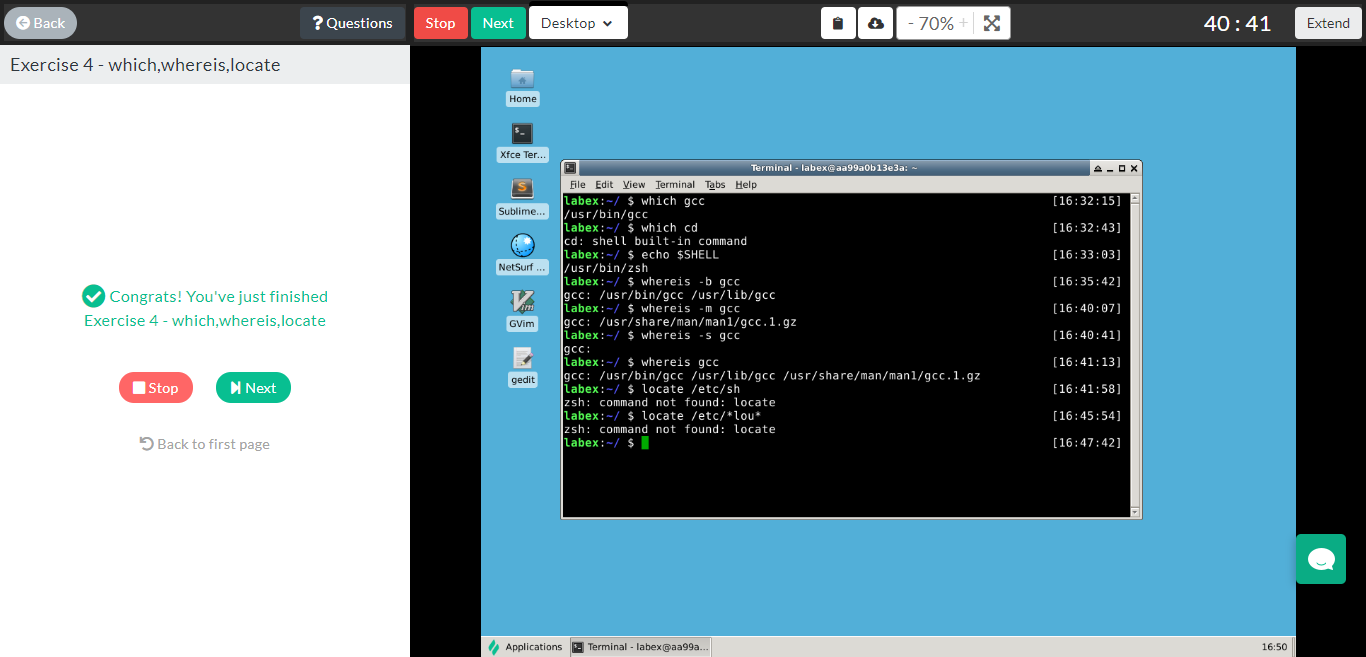 Back
? Questions
Stop
Next
Desktop
- 70% +
40 : 41
Extend
Exercise 4 - which,whereis,locate
Congrats! You've just finished
Exercise 4 - which,whereis,locate
Stop
Next
Back to first page
Home
Xfce Ter...
Sublime...
NetSurf ...
GVim
gedit
Terminal - labex@aa99a0b13e3a: ~
File Edit View Terminal Tabs Help
labex:~/ $ which gcc [16:32:15]
/usr/bin/gcc
labex:~/ $ which cd [16:32:43]
cd: shell built-in command
labex:~/ $ echo $SHELL [16:33:03]
/usr/bin/zsh
labex:~/ $ whereis -b gcc [16:35:42]
gcc: /usr/bin/gcc /usr/lib/gcc
labex:~/ $ whereis -m gcc [16:40:07]
gcc: /usr/share/man/man1/gcc.1.gz
labex:~/ $ whereis -s gcc [16:40:41]
gcc:
labex:~/ $ whereis gcc [16:41:13]
gcc: /usr/bin/gcc /usr/lib/gcc /usr/share/man/man1/gcc.1.gz
labex:~/ $ locate /etc/sh [16:41:58]
zsh: command not found: locate
labex:~/ $ locate /etc/*lou* [16:45:54]
zsh: command not found: locate
labex:~/ $ [16:47:42]
Applications
Terminal - labex@aa99a...
16:50